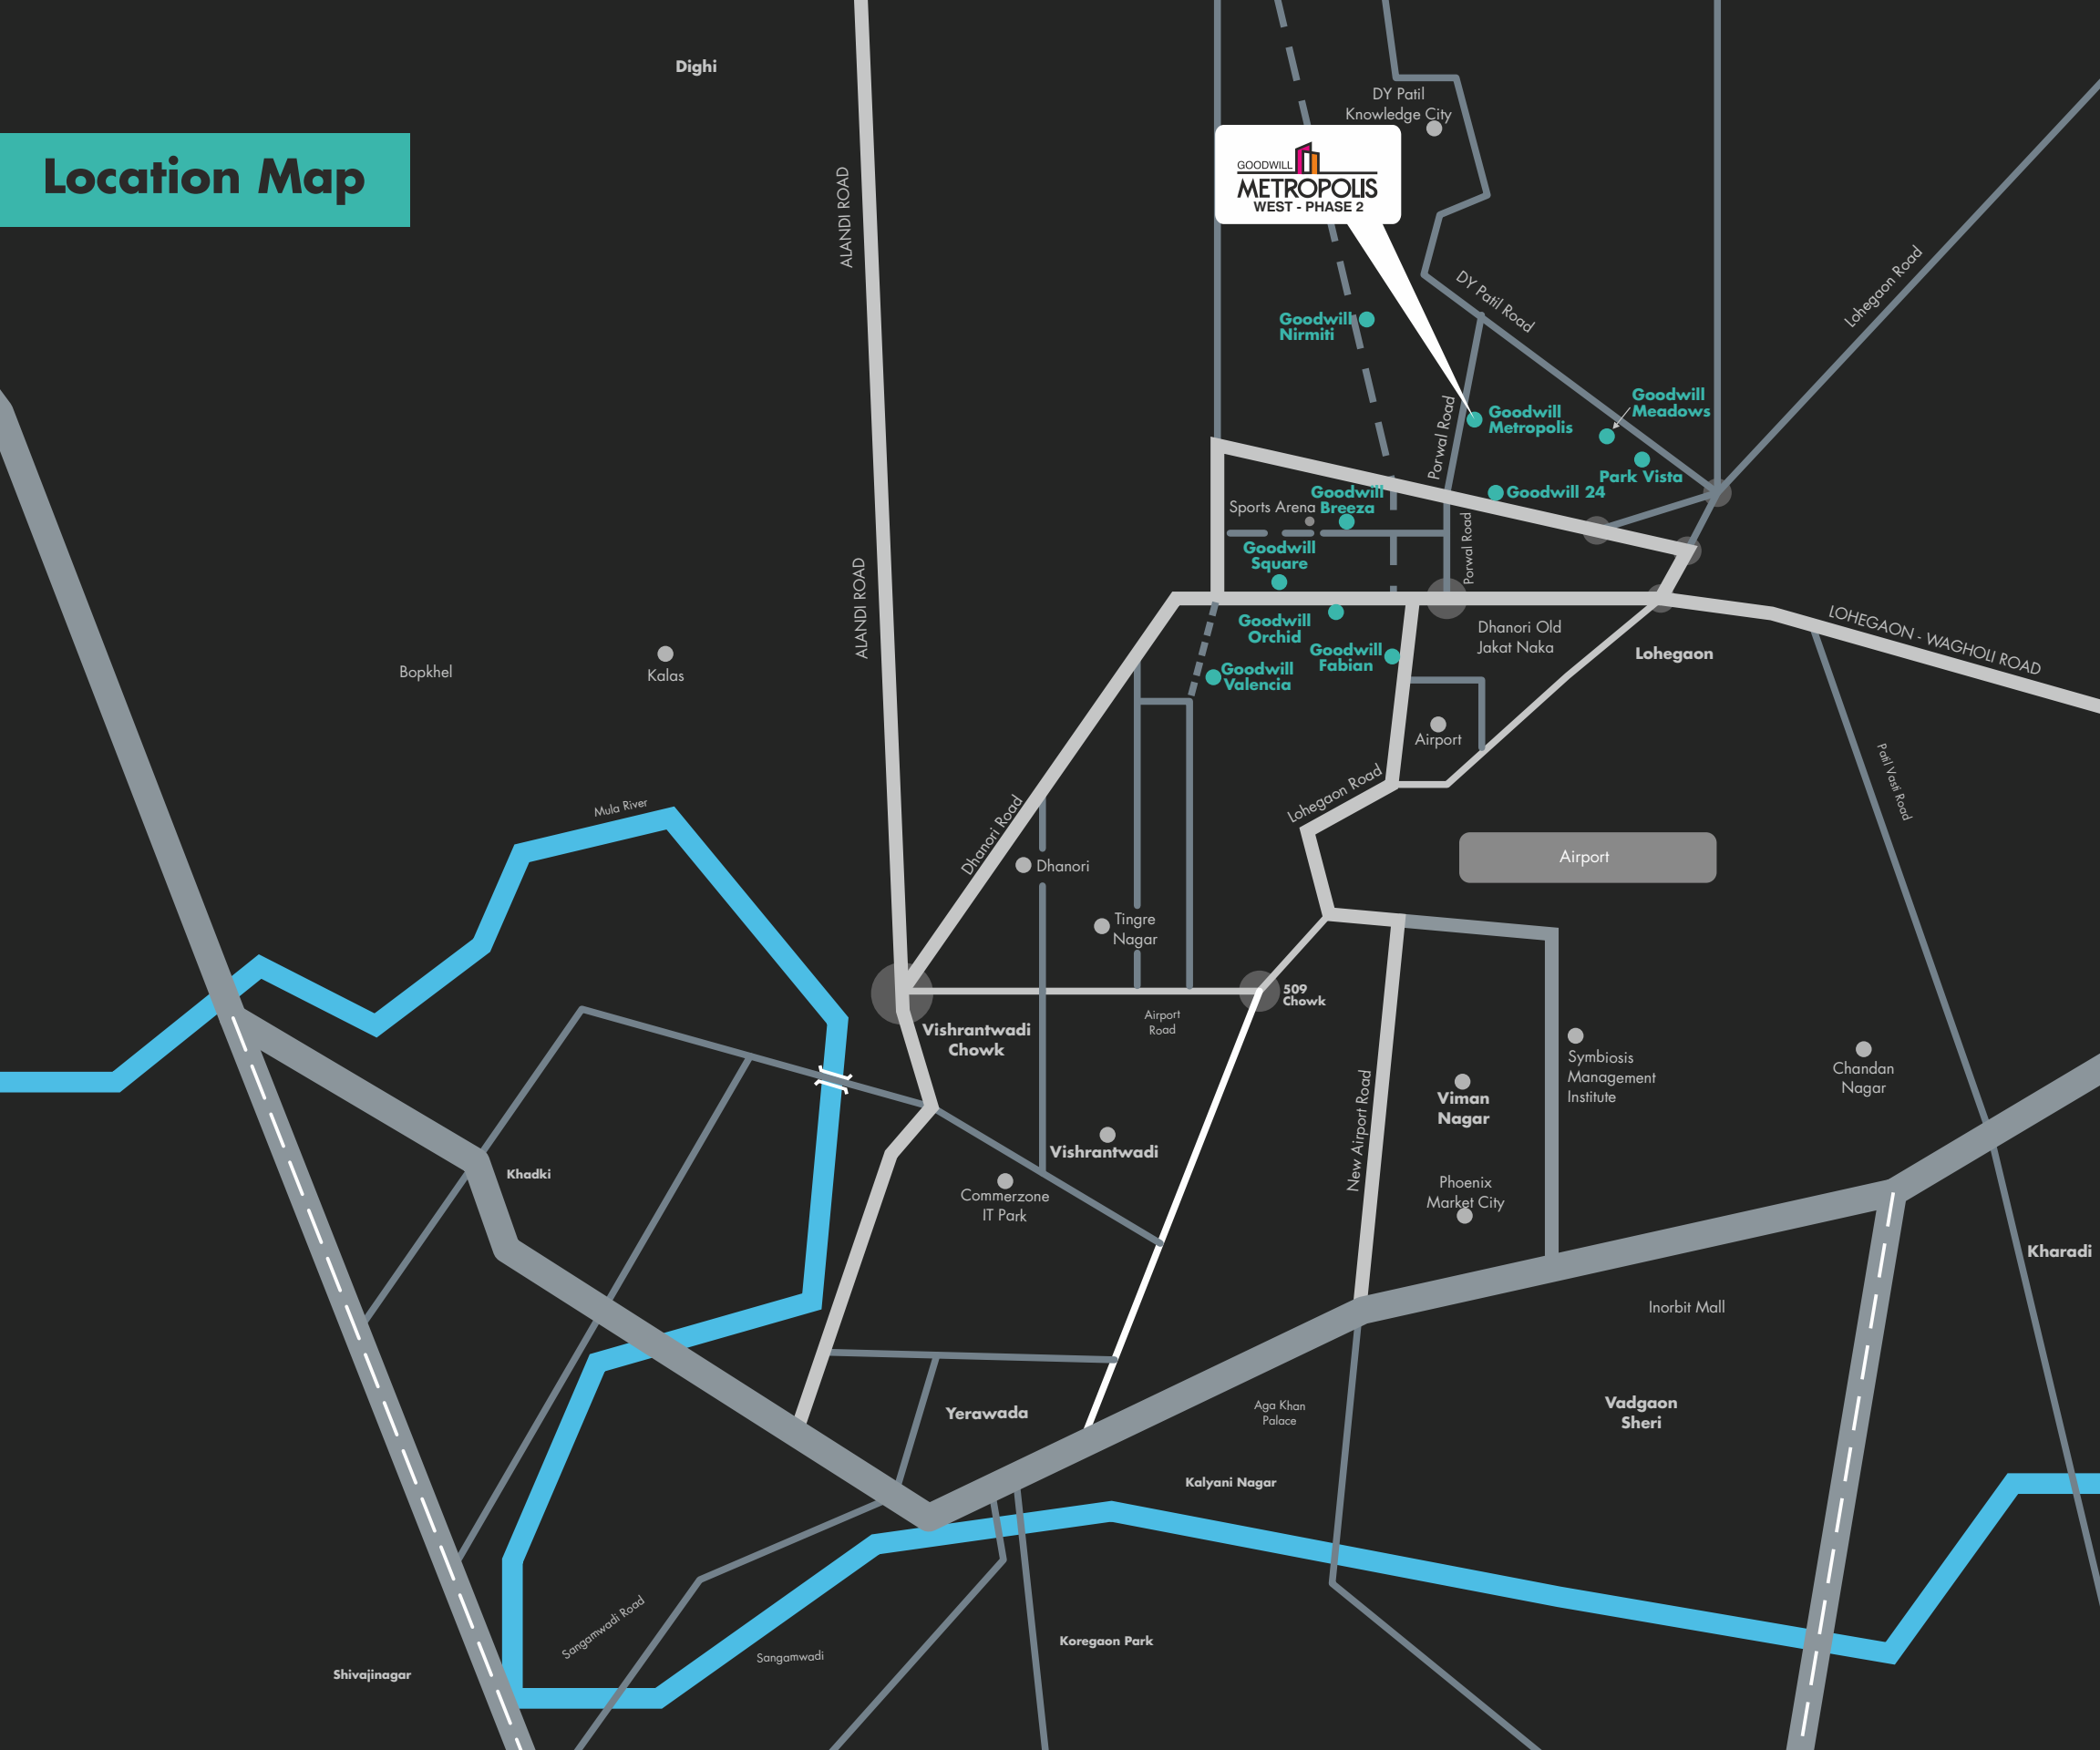 Dighi
DY Patil
Knowledge City
Location Map
ALANDI ROAD
GOODWILL
METROPOLIS
WEST - PHASE 2
DY Patil Road
Lohegaon Road
Goodwill
Nirmiti
Goodwill
Meadows
Goodwill
Metropolis
Porwal Road
Park Vista
Goodwill 24
Goodwill
Breeza
Sports Arena
Porwal Road
Goodwill
Square
ALANDI ROAD
Goodwill
Orchid
Goodwill
Fabian
Goodwill
Valencia
Dhanori Old
Jakat Naka
Lohegaon
LOHEGAON - WAGHOLI ROAD
Bopkhel
Kalas
Airport
Lohegaon Road
Patil Vasti Road
Mula River
Dhanori Road
Airport
Dhanori
Tingre
Nagar
509
Chowk
Airport
Road
Vishrantwadi
Chowk
Symbiosis
Management
Institute
Chandan
Nagar
Viman
Nagar
New Airport Road
Vishrantwadi
Khadki
Commerzone
IT Park
Phoenix
Market City
Kharadi
Inorbit Mall
Yerawada
Aga Khan
Palace
Vadgaon
Sheri
Kalyani Nagar
Sangamwadi Road
Sangamwadi
Koregaon Park
Shivajinagar